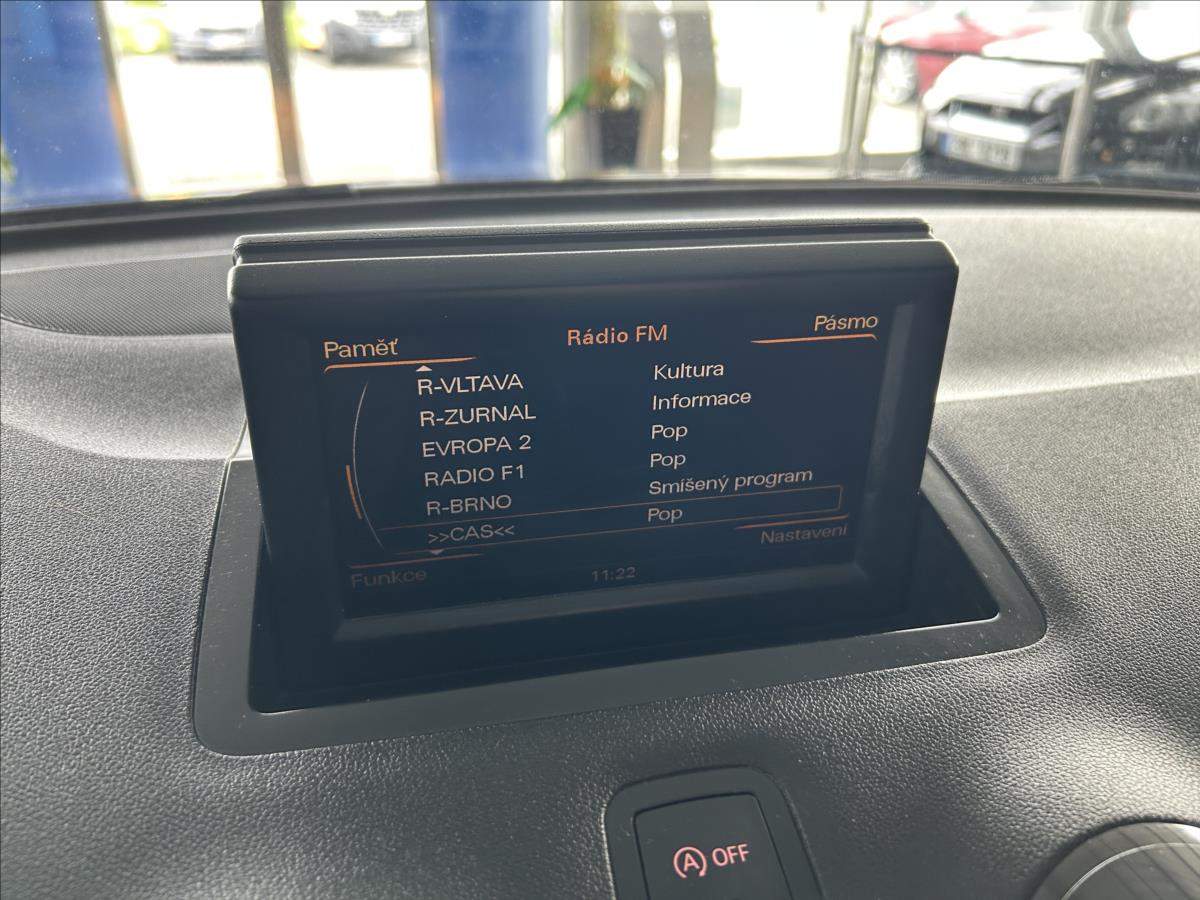 Paměť Rádio FM Pásmo
R-VLTAVA Kultura
R-ZURNAL Informace
EVROPA 2 Pop
RADIO F1 Pop
R-BRNO Smíšený program
>>CAS<< Pop
Funkce 11:22 Nastavení
A OFF